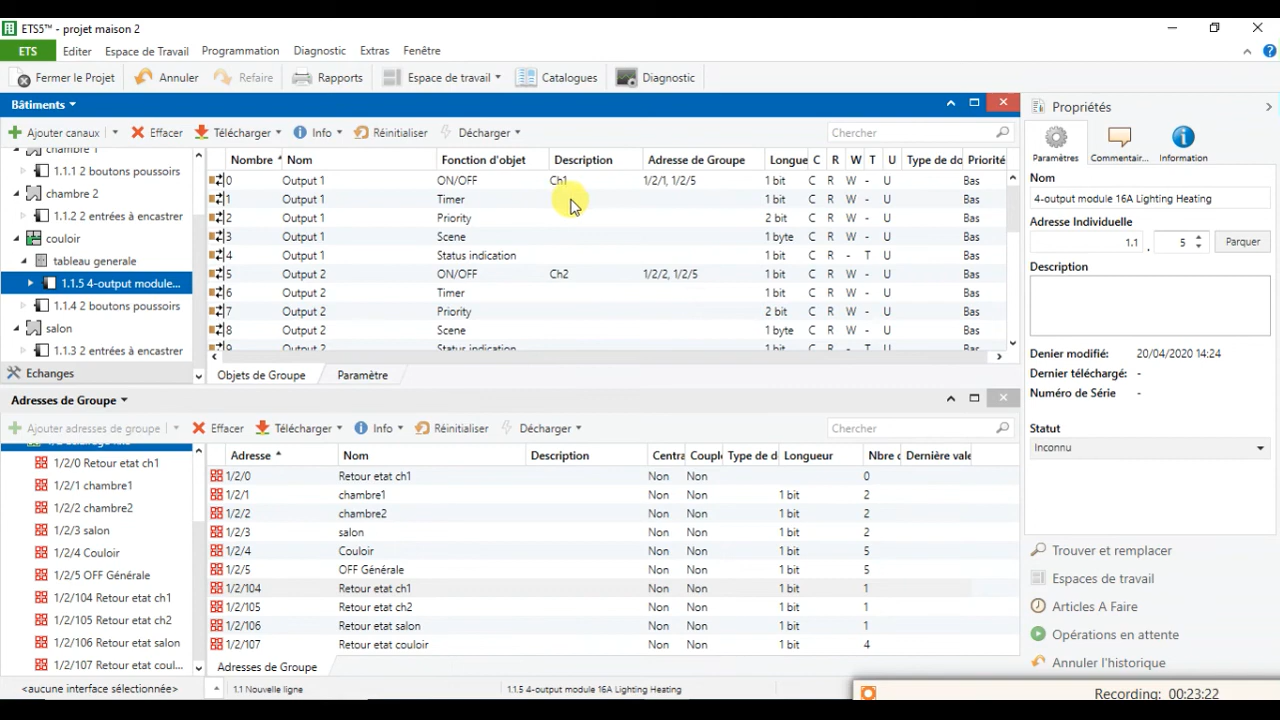 ETS5™ - projet maison 2
ETS Editer Espace de Travail Programmation Diagnostic Extras Fenêtre
Fermer le Projet Annuler Refaire Rapports Espace de travail Catalogues Diagnostic
Bâtiments
Ajouter canaux Effacer Télécharger Info Réinitialiser Décharger Chercher
chambre 1
1.1.1 2 boutons poussoirs
chambre 2
1.1.2 2 entrées à encastrer
couloir
tableau generale
1.1.5 4-output module...
1.1.4 2 boutons poussoirs
salon
1.1.3 2 entrées à encastrer
Echanges
Nombre Nom Fonction d'objet Description Adresse de Groupe Longue C R W T U Type de do Priorité
0 Output 1 ON/OFF Ch1 1/2/1, 1/2/5 1 bit C R W - U Bas
1 Output 1 Timer 1 bit C R W - U Bas
2 Output 1 Priority 2 bit C R W - U Bas
3 Output 1 Scene 1 byte C R W - U Bas
4 Output 1 Status indication 1 bit C R - T U Bas
5 Output 2 ON/OFF Ch2 1/2/2, 1/2/5 1 bit C R W - U Bas
6 Output 2 Timer 1 bit C R W - U Bas
7 Output 2 Priority 2 bit C R W - U Bas
8 Output 2 Scene 1 byte C R W - U Bas
9 Output 2 Status indication 1 bit C R - T U Bas
Objets de Groupe Paramètre
Adresses de Groupe
Ajouter adresses de groupe Effacer Télécharger Info Réinitialiser Décharger Chercher
1/2/0 Retour etat ch1
1/2/1 chambre1
1/2/2 chambre2
1/2/3 salon
1/2/4 Couloir
1/2/5 OFF Générale
1/2/104 Retour etat ch1
1/2/105 Retour etat ch2
1/2/106 Retour etat salon
1/2/107 Retour etat coul...
Adresse Nom Description Centra Coupl Type de d Longueur Nbre d Dernière vale
1/2/0 Retour etat ch1 Non Non 0
1/2/1 chambre1 Non Non 1 bit 2
1/2/2 chambre2 Non Non 1 bit 2
1/2/3 salon Non Non 1 bit 2
1/2/4 Couloir Non Non 1 bit 5
1/2/5 OFF Générale Non Non 1 bit 5
1/2/104 Retour etat ch1 Non Non 1 bit 1
1/2/105 Retour etat ch2 Non Non 1 bit 1
1/2/106 Retour etat salon Non Non 1 bit 1
1/2/107 Retour etat couloir Non Non 1 bit 4
Adresses de Groupe
Propriétés
Paramètres Commentair... Information
Nom
4-output module 16A Lighting Heating
Adresse Individuelle
1.1 . 5 Parquer
Description
Denier modifié: 20/04/2020 14:24
Dernier téléchargé: -
Numéro de Série -
Statut
Inconnu
Trouver et remplacer
Espaces de travail
Articles A Faire
Opérations en attente
Annuler l'historique
<aucune interface sélectionnée> 1.1 Nouvelle ligne 1.1.5 4-output module 16A Lighting Heating
Recording: 00:23:22